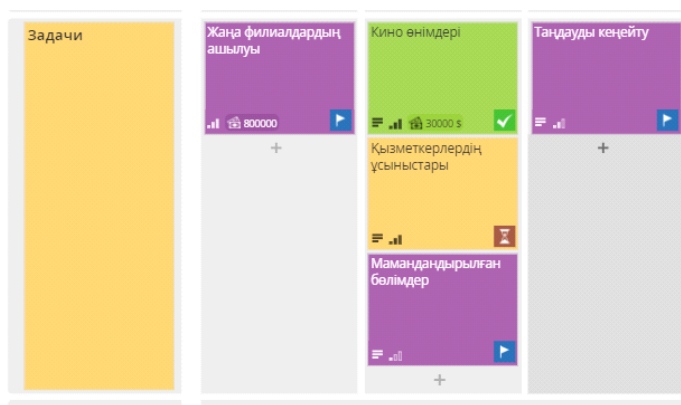 Задачи
Жаңа филиалдардың
ашылуы
800000
Кино өнімдері
30000 $
Қызметкерлердің
ұсыныстары
Мамандандырылған
бөлімдер
Таңдауды кеңейту